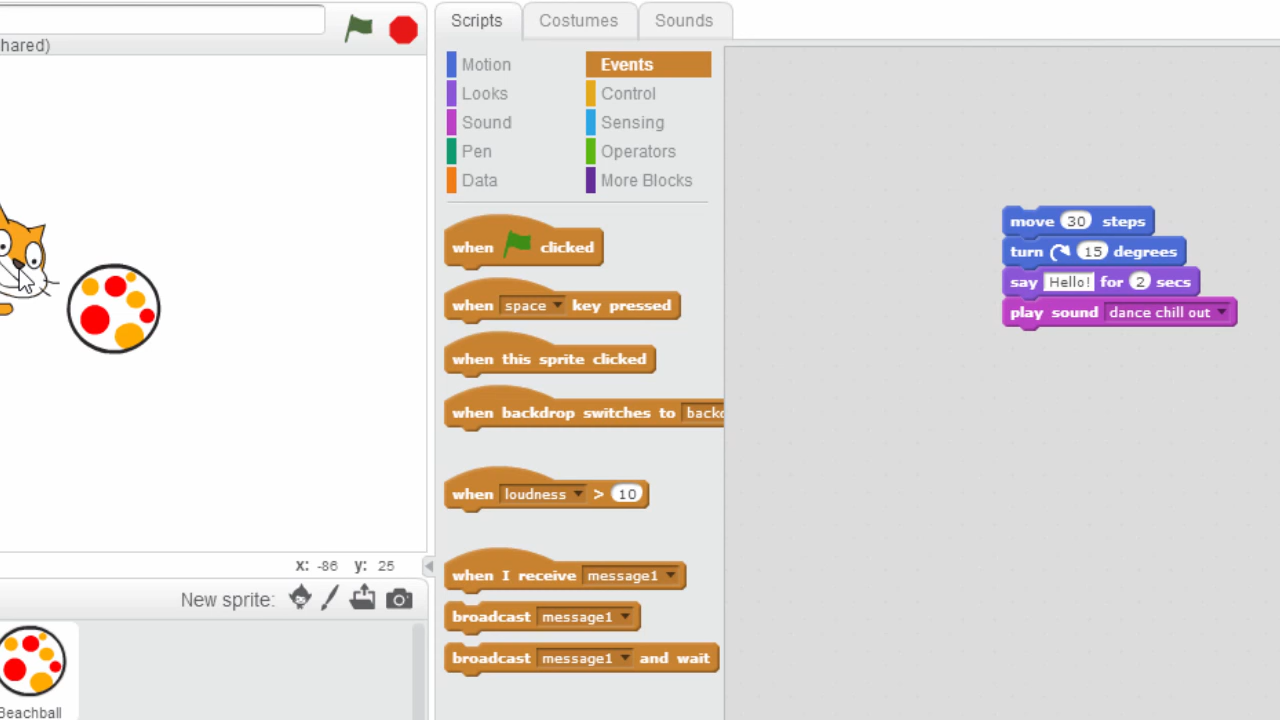 hared)
Scripts
Costumes
Sounds
Motion
Events
Looks
Control
Sound
Sensing
Pen
Operators
Data
More Blocks
when clicked
when space key pressed
when this sprite clicked
when backdrop switches to backd
when loudness > 10
when I receive message1
broadcast message1
broadcast message1 and wait
move 30 steps
turn 15 degrees
say Hello! for 2 secs
play sound dance chill out
x: -86 y: 25
New sprite:
Beachball